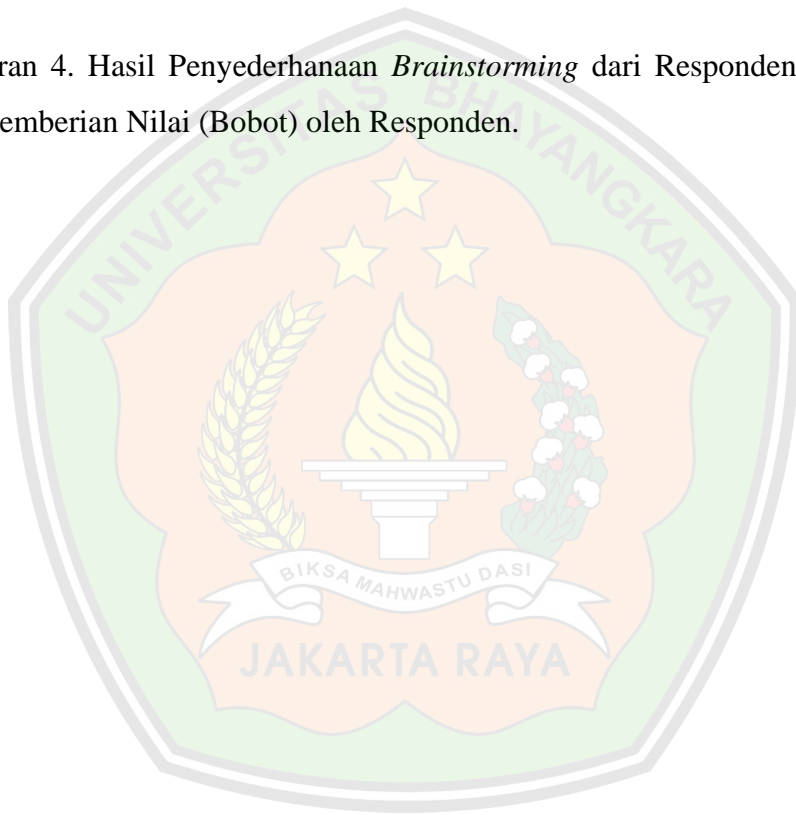 ran 4. Hasil Penyederhanaan Brainstorming dari Responden
emberian Nilai (Bobot) oleh Responden.
UNIVERSITAS BHAYANGKARA
BIKSA MAHWASTU DASI
JAKARTA RAYA